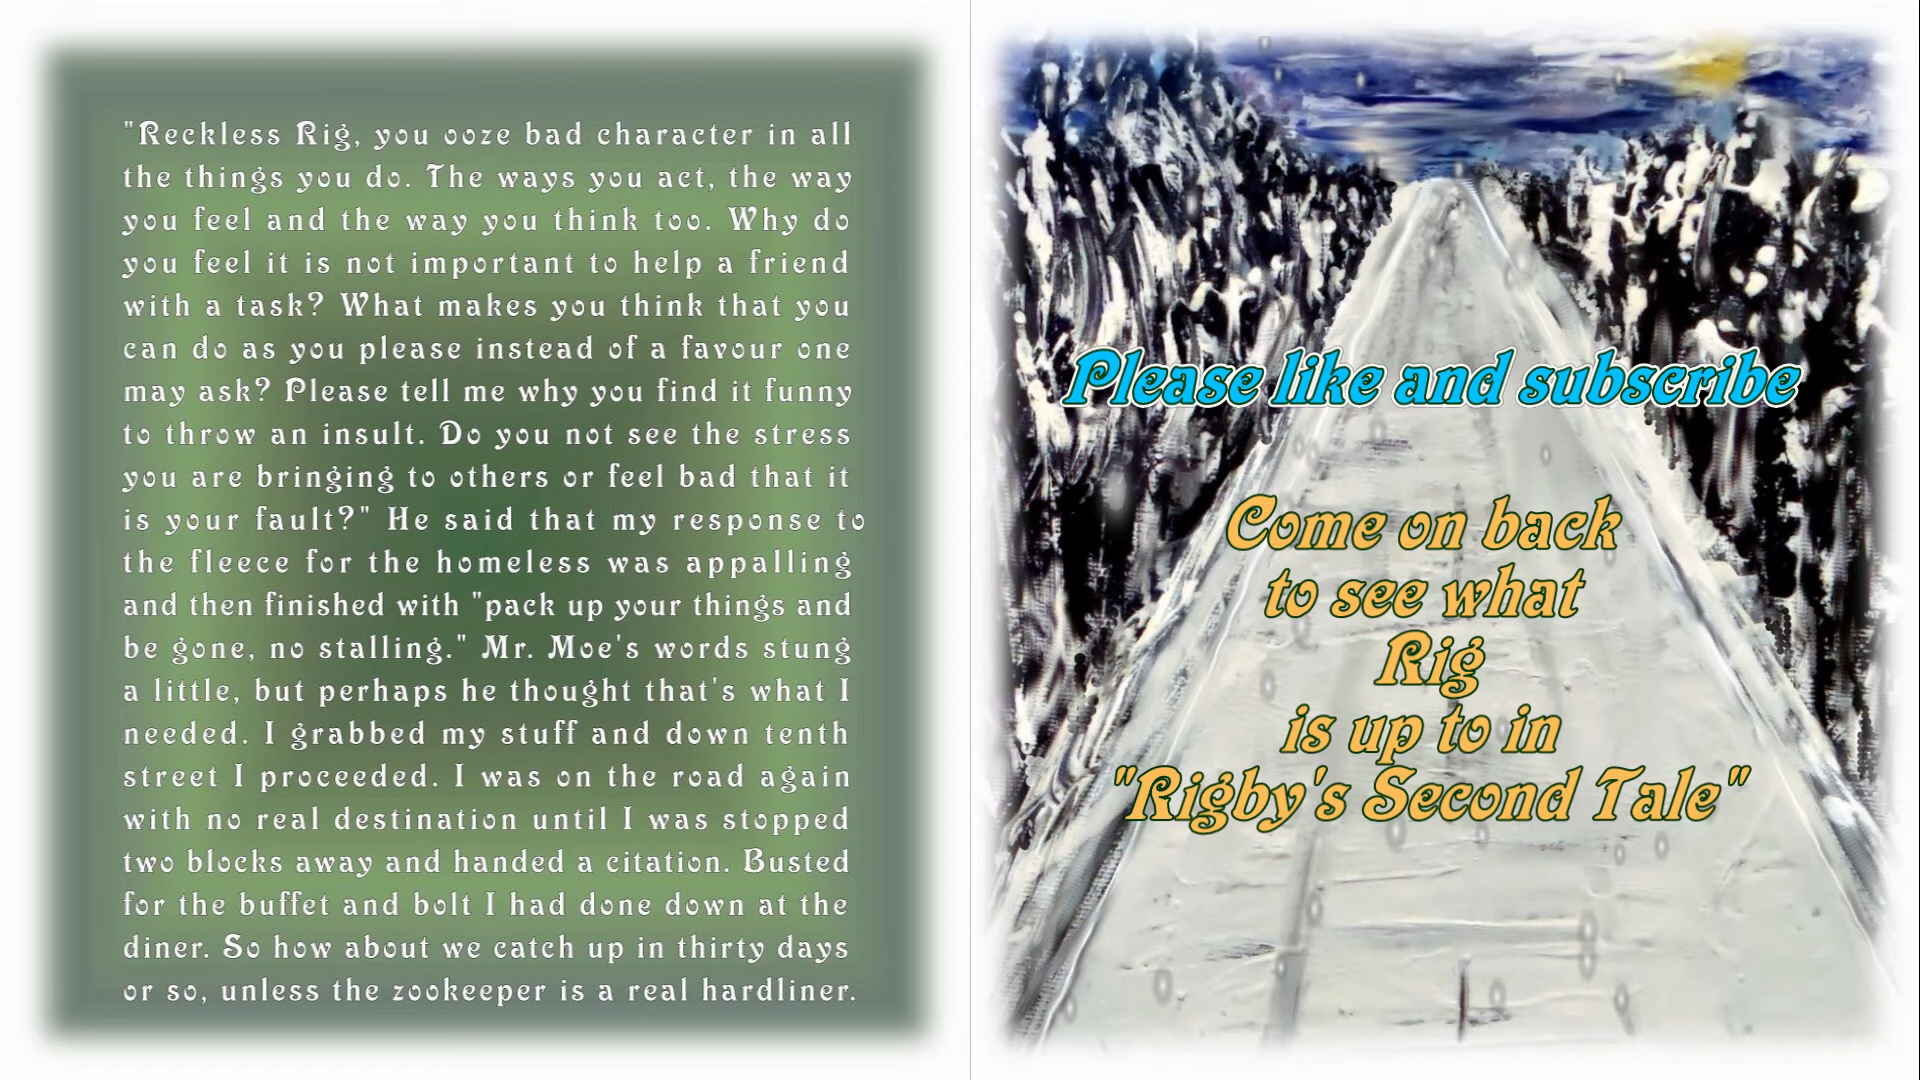 "Reckless Rig, you ooze bad character in all
the things you do. The ways you act, the way
you feel and the way you think too. Why do
you feel it is not important to help a friend
with a task? What makes you think that you
can do as you please instead of a favour one
may ask? Please tell me why you find it funny
to throw an insult. Do you not see the stress
you are bringing to others or feel bad that it
is your fault?" He said that my response to
the fleece for the homeless was appalling
and then finished with "pack up your things and
be gone, no stalling." Mr. Moe's words stung
a little, but perhaps he thought that's what I
needed. I grabbed my stuff and down tenth
street I proceeded. I was on the road again
with no real destination until I was stopped
two blocks away and handed a citation. Busted
for the buffet and bolt I had done down at the
diner. So how about we catch up in thirty days
or so, unless the zookeeper is a real hardliner.
Please like and subscribe
Come on back
to see what
Rig
is up to in
"Rigby's Second Tale"